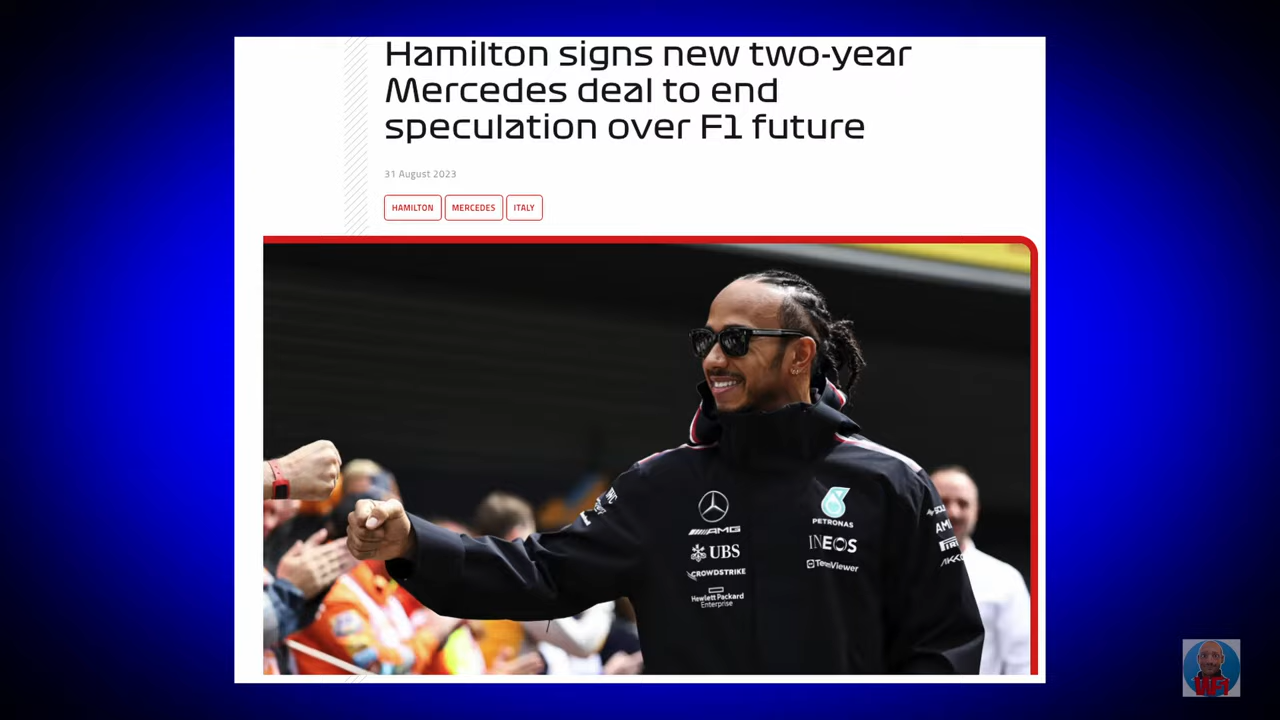 Hamilton signs new two-year
Mercedes deal to end
speculation over F1 future
31 August 2023
HAMILTON MERCEDES ITALY
PETRONAS
AMG
INEOS
UBS
TeamViewer
CROWDSTRIKE
Hewlett Packard
Enterprise